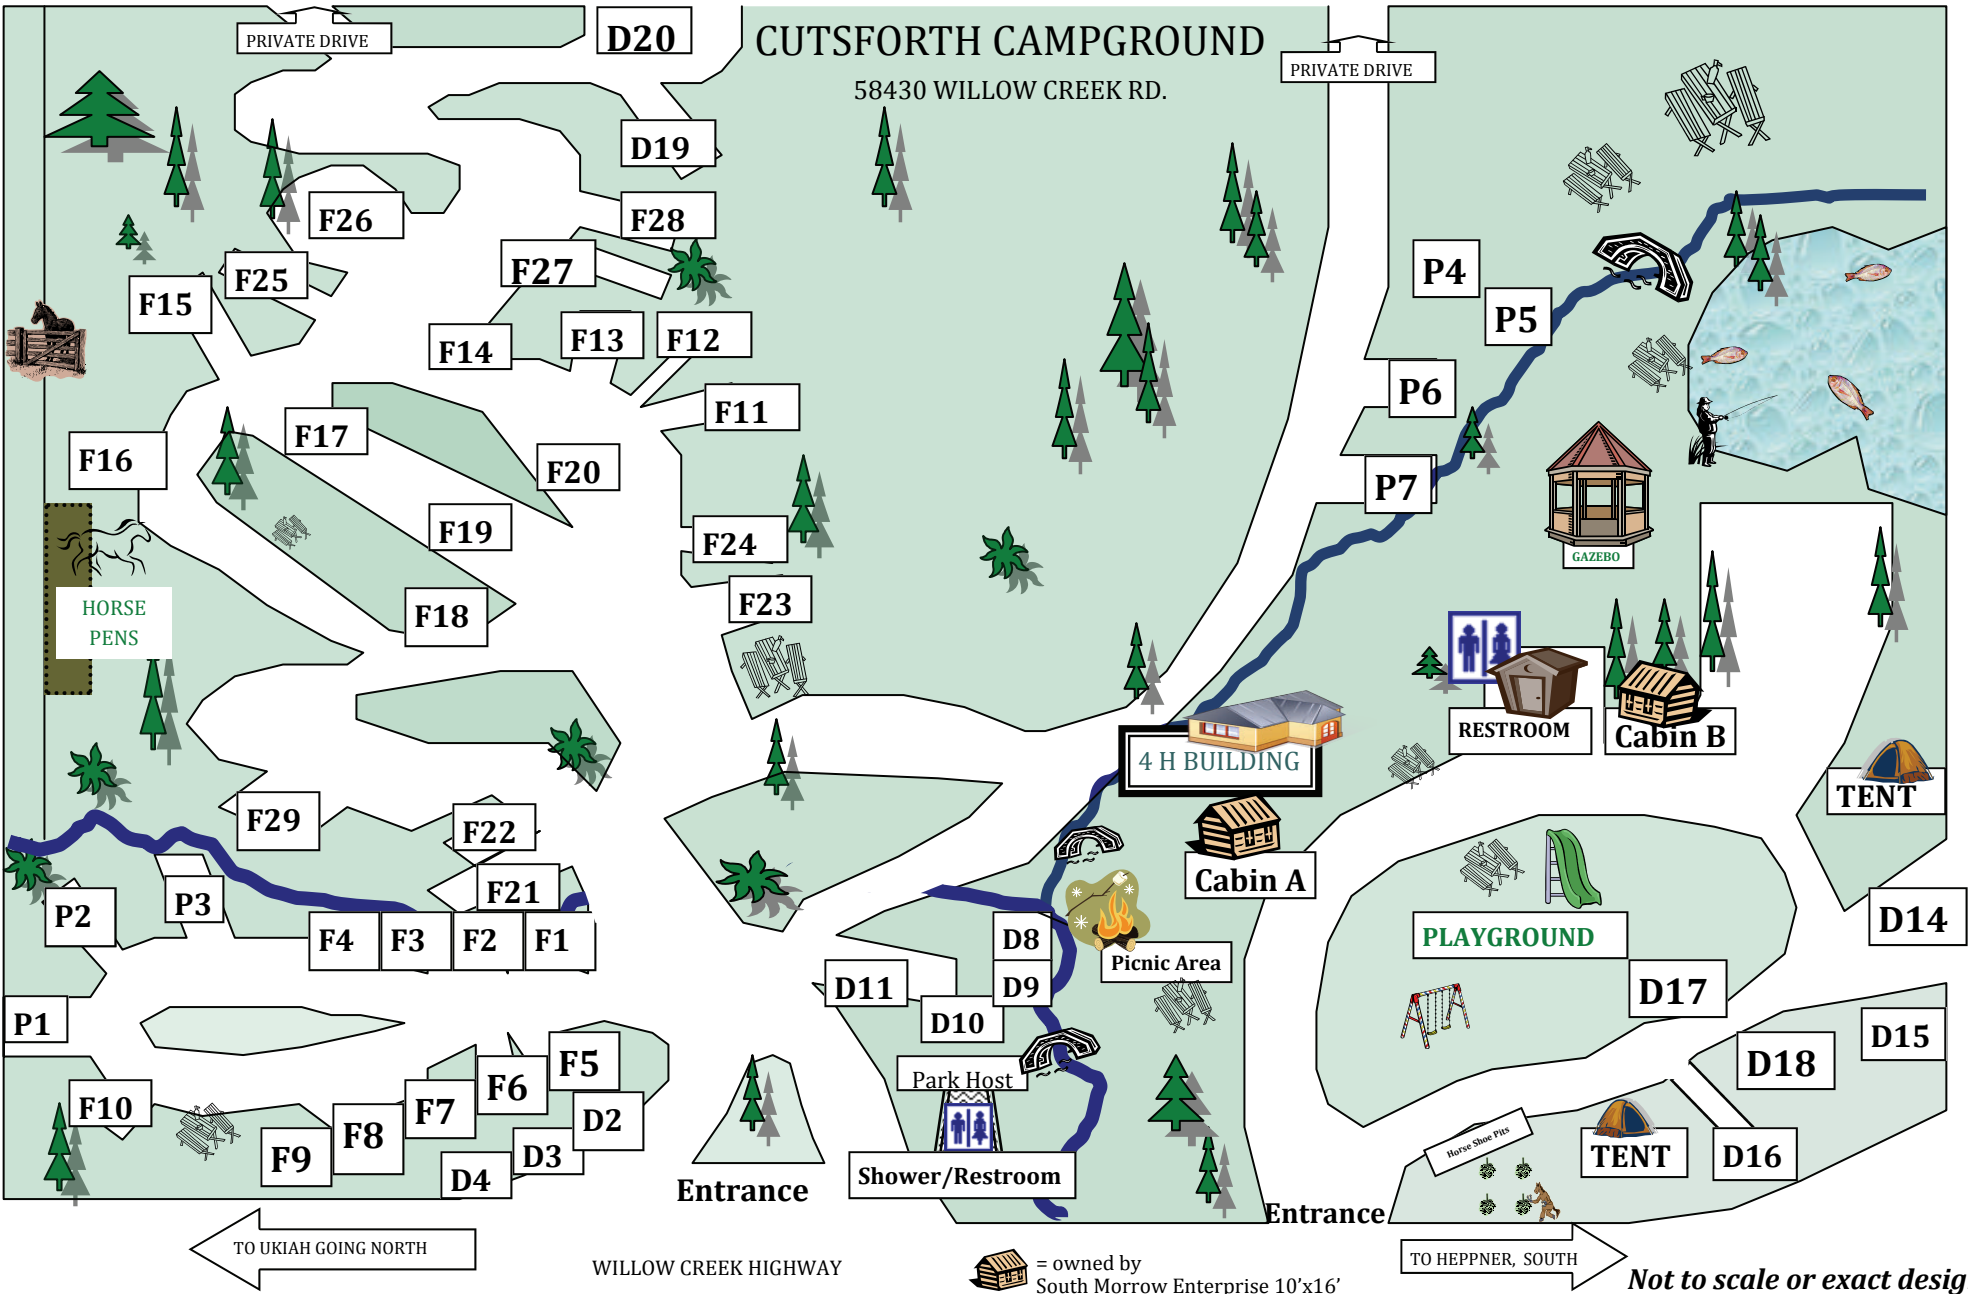 CUTSFORTH CAMPGROUND
58430 WILLOW CREEK RD.
PRIVATE DRIVE
D20
PRIVATE DRIVE
D19
F26
F28
F25
F27
F15
F14
F13
F12
F11
F17
F16
F20
F19
F24
F18
F23
HORSE
PENS
P4
P5
P6
P7
GAZEBO
RESTROOM
Cabin B
4 H BUILDING
TENT
F29
F22
F21
P2
P3
F4
F3
F2
F1
Cabin A
D8
Picnic Area
D9
D11
D10
PLAYGROUND
D14
D17
P1
D15
D18
F10
F9
F8
F7
F6
F5
D2
D3
D4
Park Host
Shower/Restroom
Horse Shoe Pits
TENT
D16
Entrance
Entrance
TO UKIAH GOING NORTH
WILLOW CREEK HIGHWAY
= owned by
South Morrow Enterprise 10'x16'
TO HEPPNER, SOUTH
Not to scale or exact desig